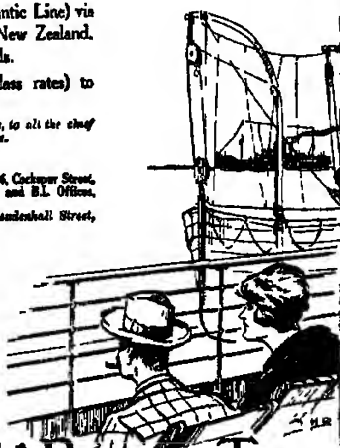 ntic Line) via
New Zealand.
ls.
lass rates) to
, to all the chief
6, Cockspur Street,
and B.I. Offices,
eadenhall Street,